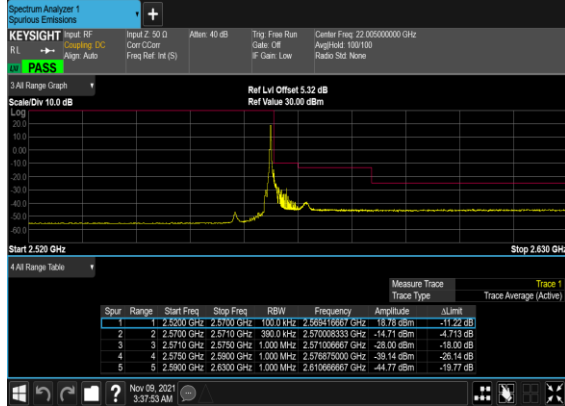 Spectrum Analyzer 1
Spurious Emissions
KEYSIGHT
Input: RF
Coupling: DC
Align: Auto
Input Z: 50 Ω
Corr CCorr
Freq Ref: Int (S)
Atten: 40 dB
Trig: Free Run
Gate: Off
IF Gain: Low
Center Freq: 22.005000000 GHz
Avg|Hold: 100/100
Radio Std: None
RL
PASS
3 All Range Graph
Ref Lvl Offset 5.32 dB
Scale/Div 10.0 dB
Ref Value 30.00 dBm
Log
20.0
10.0
0.00
-10.0
-20.0
-30.0
-40.0
-50.0
-60.0
Start 2.520 GHz
Stop 2.630 GHz
4 All Range Table
Measure Trace Trace 1
Trace Type Trace Average (Active)
Spur Range Start Freq Stop Freq RBW Frequency Amplitude ΔLimit
1 1 2.5200 GHz 2.5700 GHz 100.0 kHz 2.569416667 GHz 18.78 dBm -11.22 dB
2 2 2.5700 GHz 2.5710 GHz 390.0 kHz 2.570008333 GHz -14.71 dBm -4.713 dB
3 3 2.5710 GHz 2.5750 GHz 1.000 MHz 2.571006667 GHz -28.00 dBm -18.00 dB
4 4 2.5750 GHz 2.5900 GHz 1.000 MHz 2.576875000 GHz -39.14 dBm -26.14 dB
5 5 2.5900 GHz 2.6300 GHz 1.000 MHz 2.610666667 GHz -44.77 dBm -19.77 dB
Nov 09, 2021
3:37:53 AM